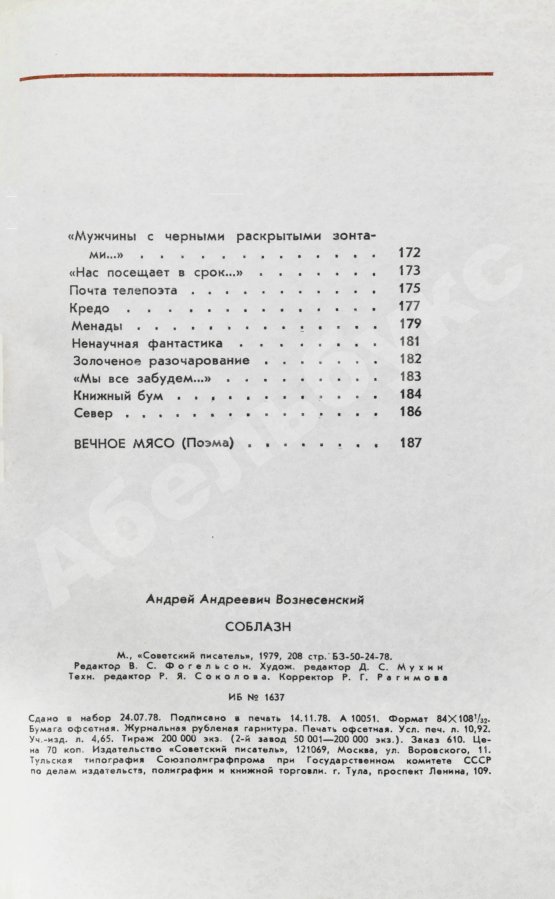 «Мужчины с черными раскрытыми зонта-
ми...» . . . . . . . . . . . . . 172
«Нас посещает в срок...» . . . . . . . 173
Почта телепоэта . . . . . . . . . . . 175
Кредо . . . . . . . . . . . . . . . 177
Менады . . . . . . . . . . . . . . 179
Ненаучная фантастика . . . . . . . . . 181
Золоченое разочарование . . . . . . . 182
«Мы все забудем...» . . . . . . . . . 183
Книжный бум . . . . . . . . . . . . 184
Север . . . . . . . . . . . . . . . 186
ВЕЧНОЕ МЯСО (Поэма) . . . . . . . . 187
Абельбукс
Андрей Андреевич Вознесенский
СОБЛАЗН
М., «Советский писатель», 1979, 208 стр. БЗ-50-24-78.
Редактор В. С. Фогельсон. Худож. редактор Д. С. Мухин
Техн. редактор Р. Я. Соколова. Корректор Р. Г. Рагимова
ИБ № 1637
Сдано в набор 24.07.78. Подписано в печать 14.11.78. А 10051. Формат 84×108¹/₃₂.
Бумага офсетная. Журнальная рубленая гарнитура. Печать офсетная. Усл. печ. л. 10,92.
Уч.-изд. л. 4,65. Тираж 200 000 экз. (2-й завод 50 001—200 000 экз.). Заказ 610. Це-
на 70 коп. Издательство «Советский писатель», 121069, Москва, ул. Воровского, 11.
Тульская типография Союзполиграфпрома при Государственном комитете СССР
по делам издательств, полиграфии и книжной торговли. г. Тула, проспект Ленина, 109.